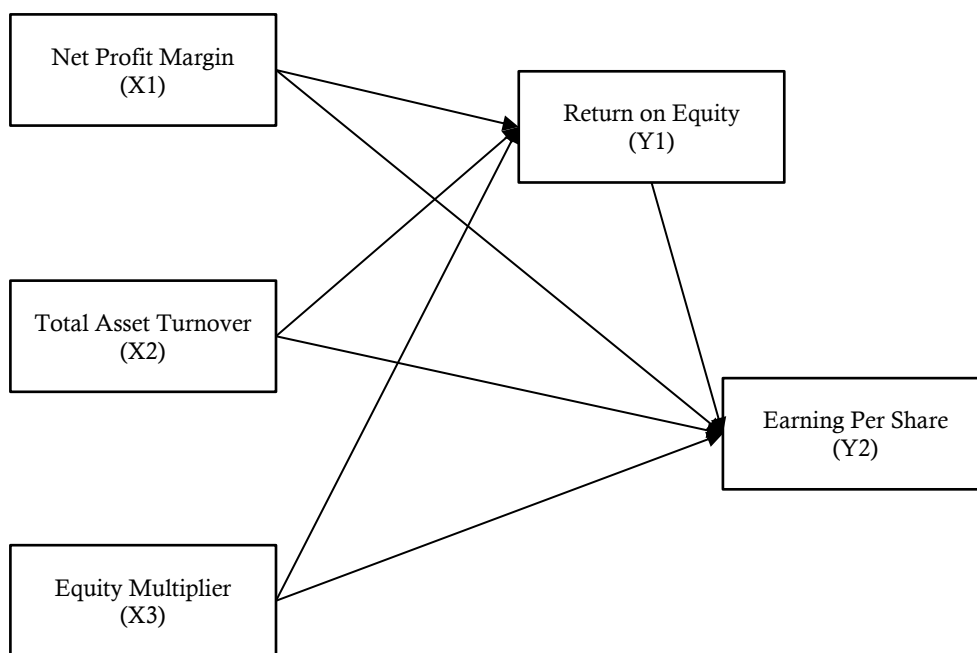 Net Profit Margin
(X1)
Return on Equity
(Y1)
Total Asset Turnover
(X2)
Earning Per Share
(Y2)
Equity Multiplier
(X3)